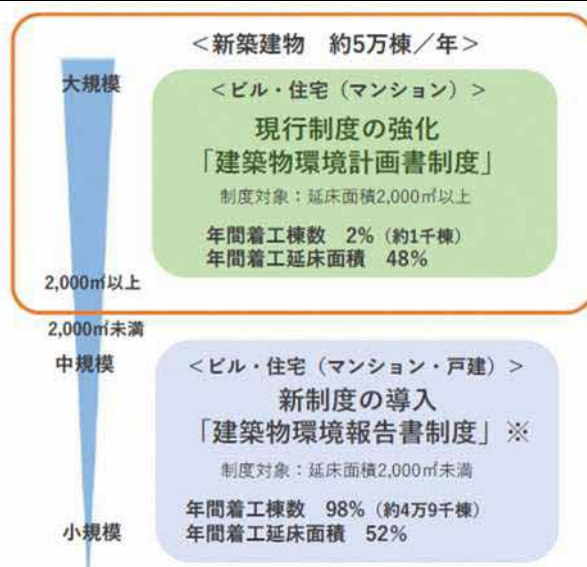 ＜新築建物　約5万棟／年＞
大規模
＜ビル・住宅（マンション）＞
現行制度の強化
「建築物環境計画書制度」
制度対象：延床面積2,000㎡以上
年間着工棟数　2%（約1千棟）
年間着工延床面積　48%
2,000㎡以上
2,000㎡未満
中規模
＜ビル・住宅（マンション・戸建）＞
新制度の導入
「建築物環境報告書制度」※
制度対象：延床面積2,000㎡未満
年間着工棟数　98%（約4万9千棟）
年間着工延床面積　52%
小規模